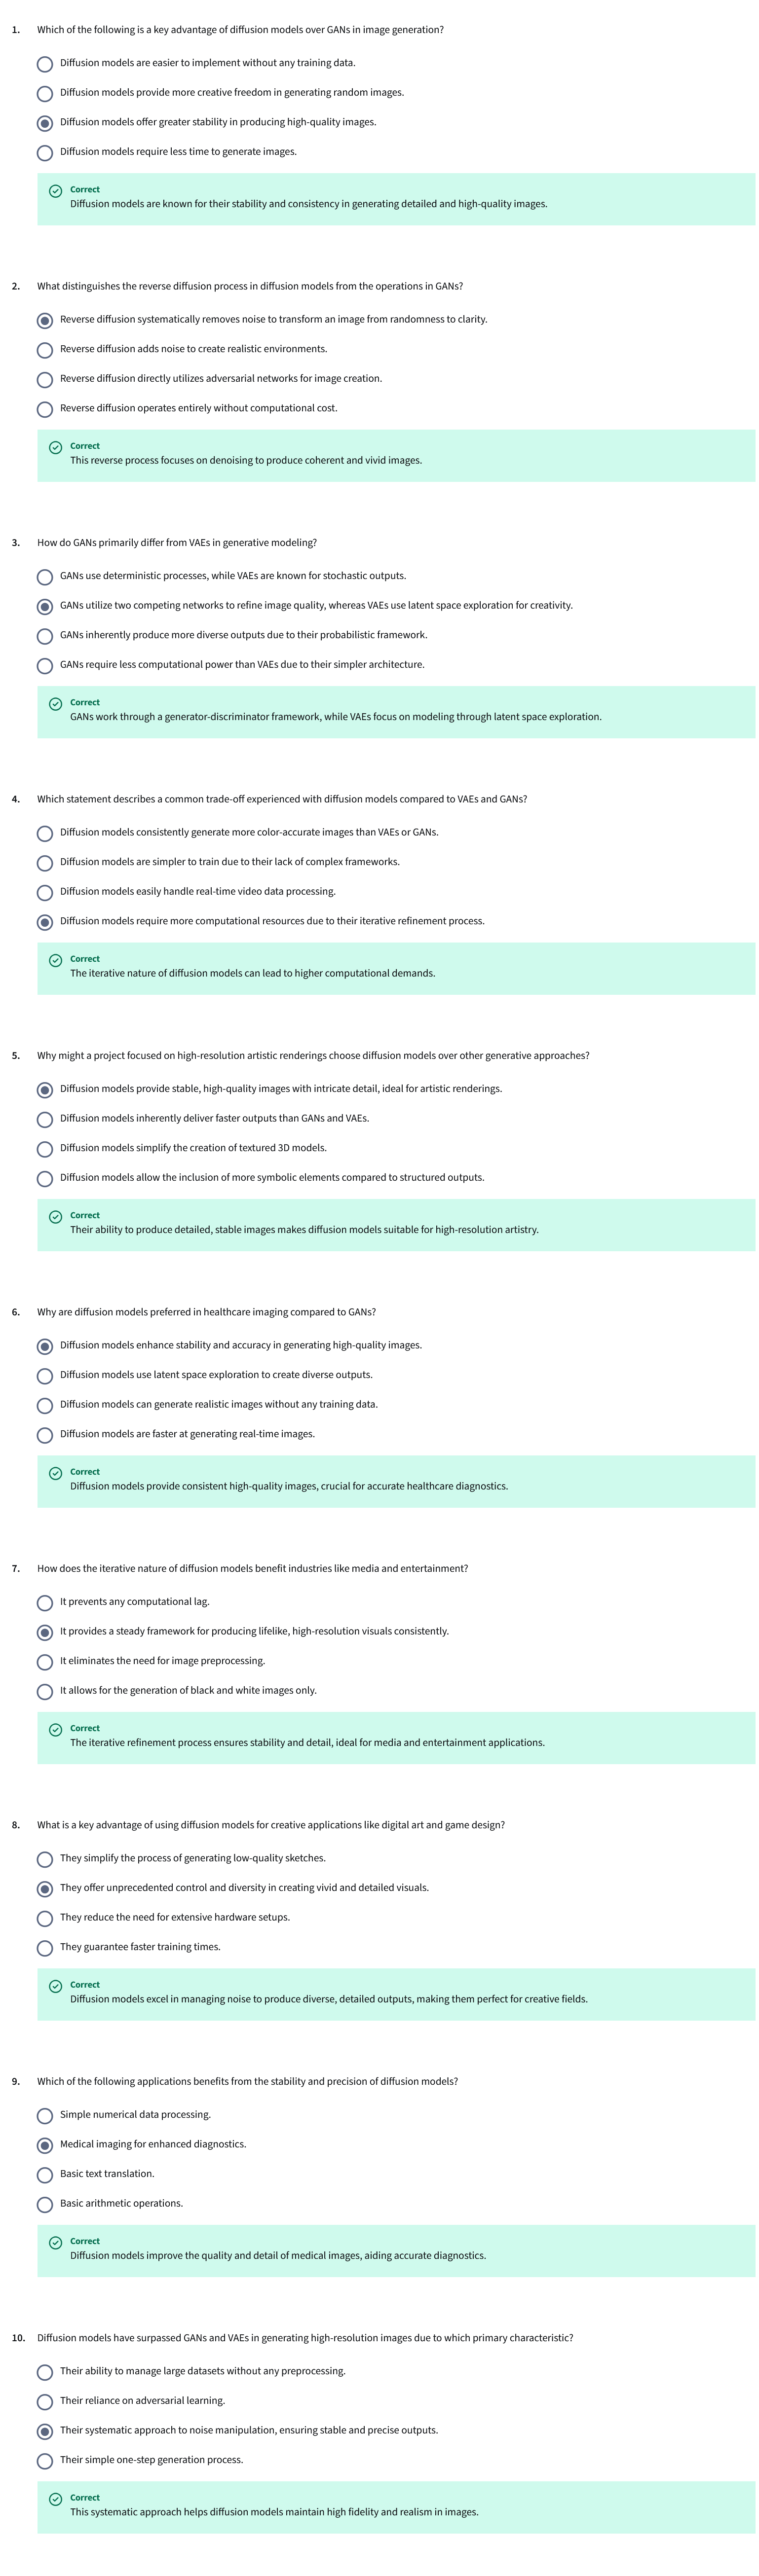 1. Which of the following is a key advantage of diffusion models over GANs in image generation?
Diffusion models are easier to implement without any training data.
Diffusion models provide more creative freedom in generating random images.
Diffusion models offer greater stability in producing high-quality images.
Diffusion models require less time to generate images.
Correct
Diffusion models are known for their stability and consistency in generating detailed and high-quality images.
2. What distinguishes the reverse diffusion process in diffusion models from the operations in GANs?
Reverse diffusion systematically removes noise to transform an image from randomness to clarity.
Reverse diffusion adds noise to create realistic environments.
Reverse diffusion directly utilizes adversarial networks for image creation.
Reverse diffusion operates entirely without computational cost.
Correct
This reverse process focuses on denoising to produce coherent and vivid images.
3. How do GANs primarily differ from VAEs in generative modeling?
GANs use deterministic processes, while VAEs are known for stochastic outputs.
GANs utilize two competing networks to refine image quality, whereas VAEs use latent space exploration for creativity.
GANs inherently produce more diverse outputs due to their probabilistic framework.
GANs require less computational power than VAEs due to their simpler architecture.
Correct
GANs work through a generator-discriminator framework, while VAEs focus on modeling through latent space exploration.
4. Which statement describes a common trade-off experienced with diffusion models compared to VAEs and GANs?
Diffusion models consistently generate more color-accurate images than VAEs or GANs.
Diffusion models are simpler to train due to their lack of complex frameworks.
Diffusion models easily handle real-time video data processing.
Diffusion models require more computational resources due to their iterative refinement process.
Correct
The iterative nature of diffusion models can lead to higher computational demands.
5. Why might a project focused on high-resolution artistic renderings choose diffusion models over other generative approaches?
Diffusion models provide stable, high-quality images with intricate detail, ideal for artistic renderings.
Diffusion models inherently deliver faster outputs than GANs and VAEs.
Diffusion models simplify the creation of textured 3D models.
Diffusion models allow the inclusion of more symbolic elements compared to structured outputs.
Correct
Their ability to produce detailed, stable images makes diffusion models suitable for high-resolution artistry.
6. Why are diffusion models preferred in healthcare imaging compared to GANs?
Diffusion models enhance stability and accuracy in generating high-quality images.
Diffusion models use latent space exploration to create diverse outputs.
Diffusion models can generate realistic images without any training data.
Diffusion models are faster at generating real-time images.
Correct
Diffusion models provide consistent high-quality images, crucial for accurate healthcare diagnostics.
7. How does the iterative nature of diffusion models benefit industries like media and entertainment?
It prevents any computational lag.
It provides a steady framework for producing lifelike, high-resolution visuals consistently.
It eliminates the need for image preprocessing.
It allows for the generation of black and white images only.
Correct
The iterative refinement process ensures stability and detail, ideal for media and entertainment applications.
8. What is a key advantage of using diffusion models for creative applications like digital art and game design?
They simplify the process of generating low-quality sketches.
They offer unprecedented control and diversity in creating vivid and detailed visuals.
They reduce the need for extensive hardware setups.
They guarantee faster training times.
Correct
Diffusion models excel in managing noise to produce diverse, detailed outputs, making them perfect for creative fields.
9. Which of the following applications benefits from the stability and precision of diffusion models?
Simple numerical data processing.
Medical imaging for enhanced diagnostics.
Basic text translation.
Basic arithmetic operations.
Correct
Diffusion models improve the quality and detail of medical images, aiding accurate diagnostics.
10. Diffusion models have surpassed GANs and VAEs in generating high-resolution images due to which primary characteristic?
Their ability to manage large datasets without any preprocessing.
Their reliance on adversarial learning.
Their systematic approach to noise manipulation, ensuring stable and precise outputs.
Their simple one-step generation process.
Correct
This systematic approach helps diffusion models maintain high fidelity and realism in images.